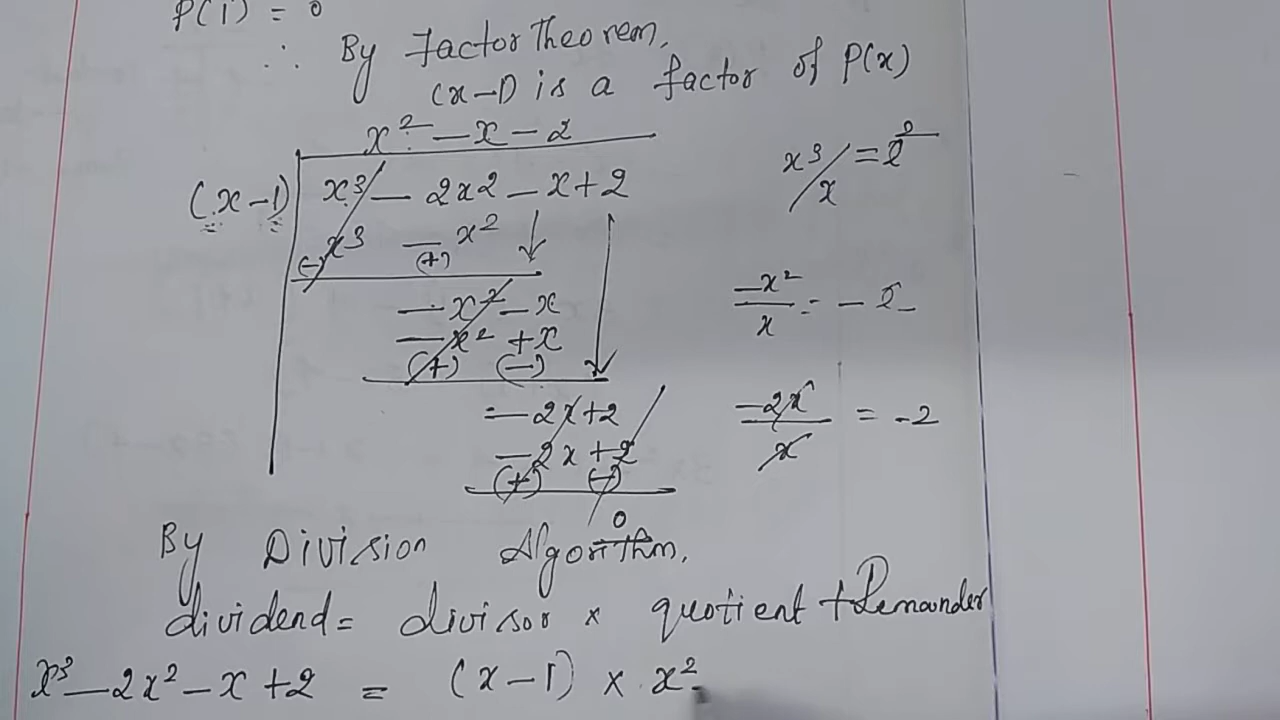 P(1) = 0
∴ By factor Theorem,
(x-1) is a factor of P(x)
x² - x - 2
(x-1) x³ - 2x2 - x + 2
x³ - x²
(-) (+)
- x² - x
- x² + x
(+) (-)
= - 2x + 2
- 2x + 2
(+) (-)
0
x³/x = x²
-x²/x = - x
-2x/x = -2
By Division Algorithm,
dividend = divisor × quotient + Remainder
x³ - 2x² - x + 2 = (x-1) × x² -